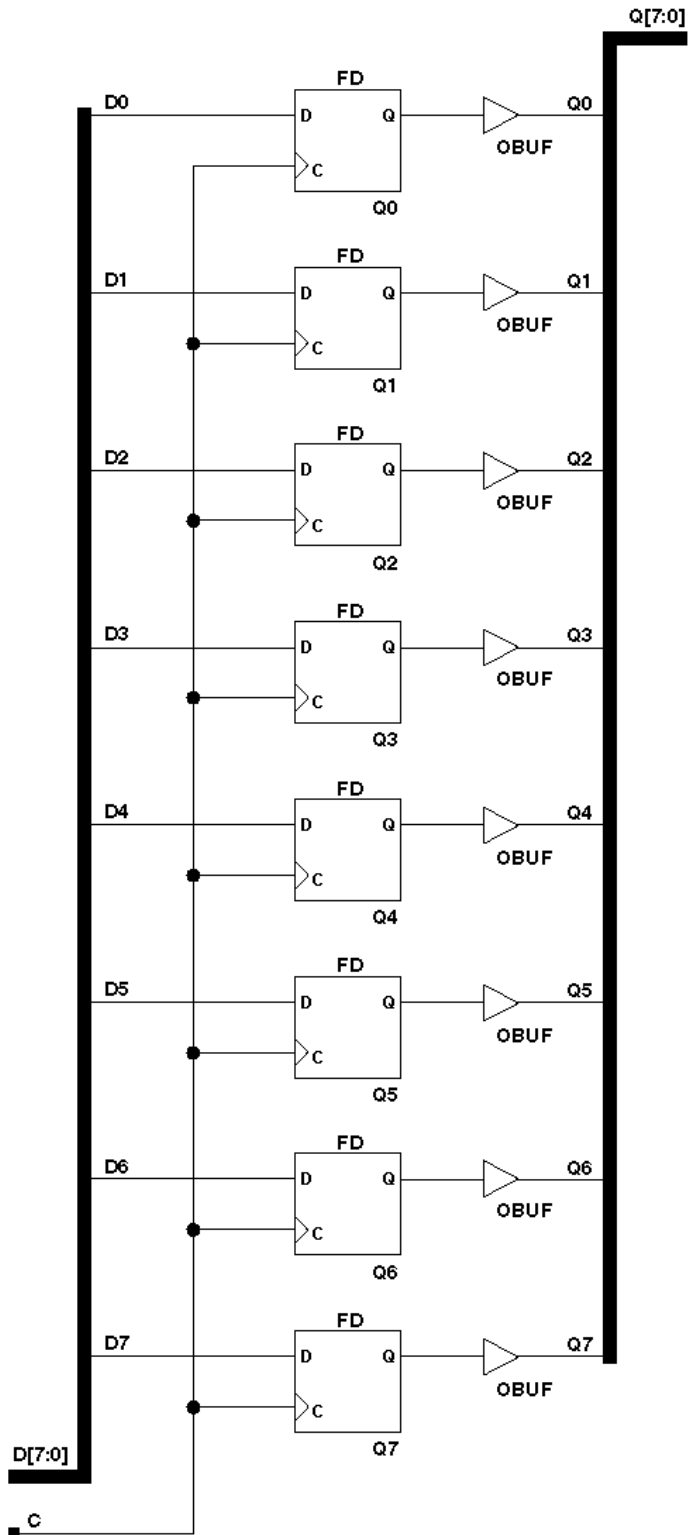 Q[7:0]
FD
D0 D Q Q0
C OBUF
Q0
FD
D1 D Q Q1
C OBUF
Q1
FD
D2 D Q Q2
C OBUF
Q2
FD
D3 D Q Q3
C OBUF
Q3
FD
D4 D Q Q4
C OBUF
Q4
FD
D5 D Q Q5
C OBUF
Q5
FD
D6 D Q Q6
C OBUF
Q6
FD
D7 D Q Q7
C OBUF
Q7
D[7:0]
C